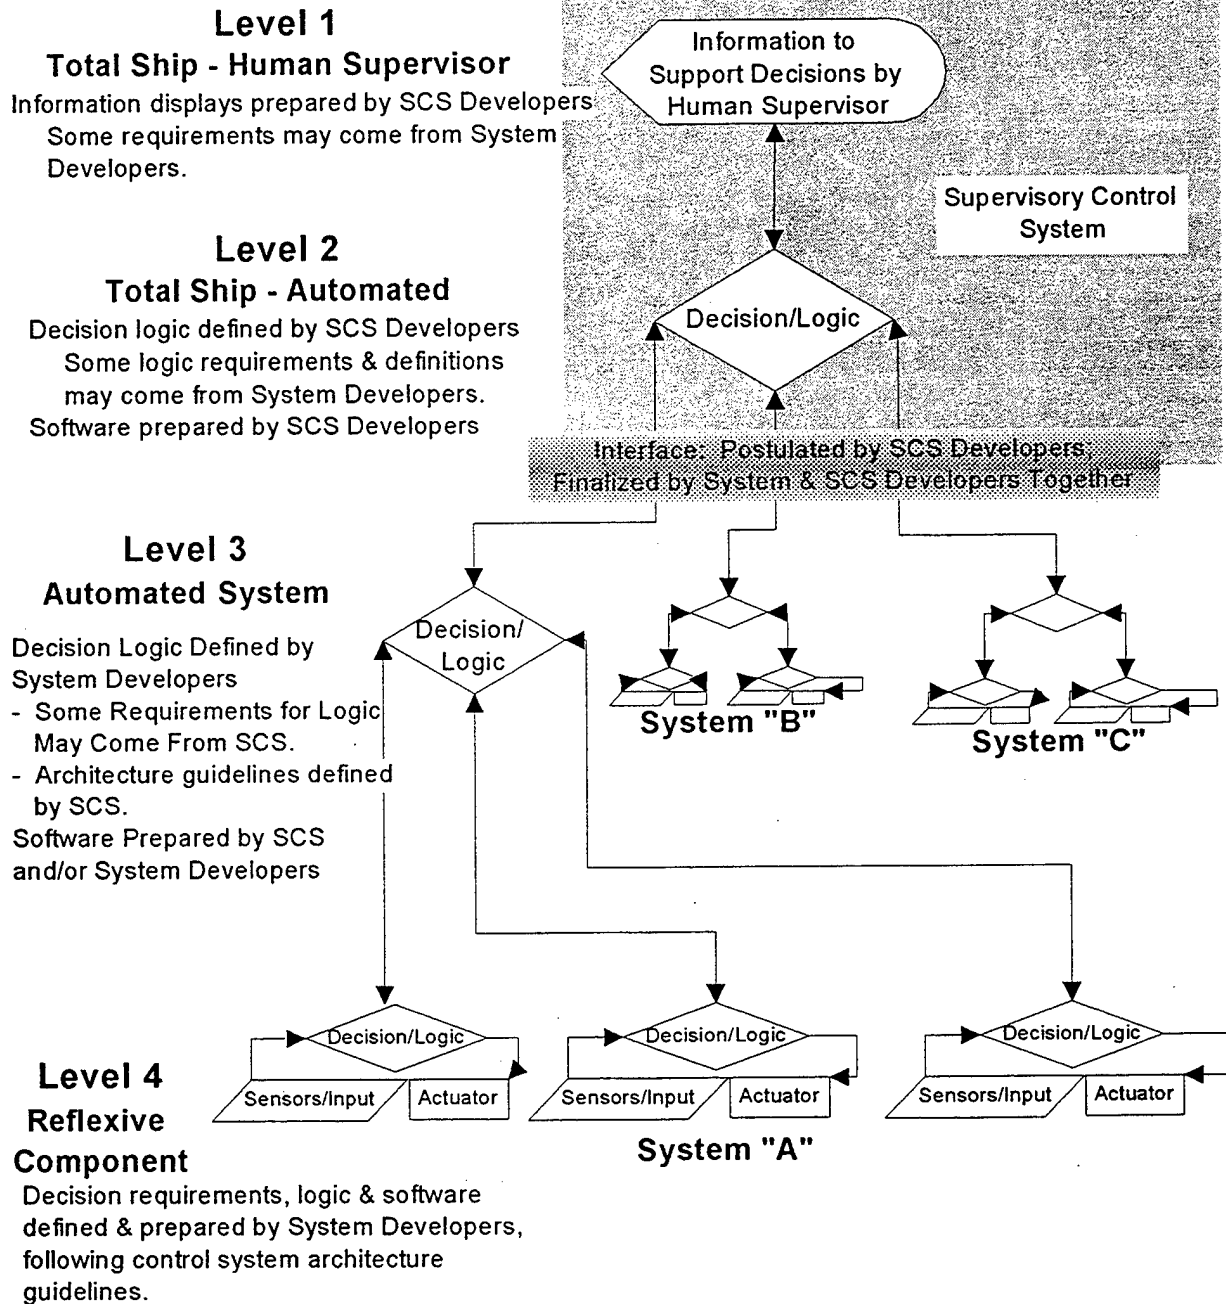 Level 1
Total Ship - Human Supervisor
Information displays prepared by SCS Developers
Some requirements may come from System
Developers.
Information to
Support Decisions by
Human Supervisor
Supervisory Control
System
Level 2
Total Ship - Automated
Decision logic defined by SCS Developers
Some logic requirements & definitions
may come from System Developers.
Software prepared by SCS Developers
Decision/Logic
Interface: Postulated by SCS Developers;
Finalized by System & SCS Developers Together
Level 3
Automated System
Decision Logic Defined by
System Developers
- Some Requirements for Logic
May Come From SCS.
- Architecture guidelines defined
by SCS.
Software Prepared by SCS
and/or System Developers
Decision/
Logic
System "B"
System "C"
Decision/Logic
Sensors/Input
Actuator
Decision/Logic
Sensors/Input
Actuator
Decision/Logic
Sensors/Input
Actuator
System "A"
Level 4
Reflexive
Component
Decision requirements, logic & software
defined & prepared by System Developers,
following control system architecture
guidelines.